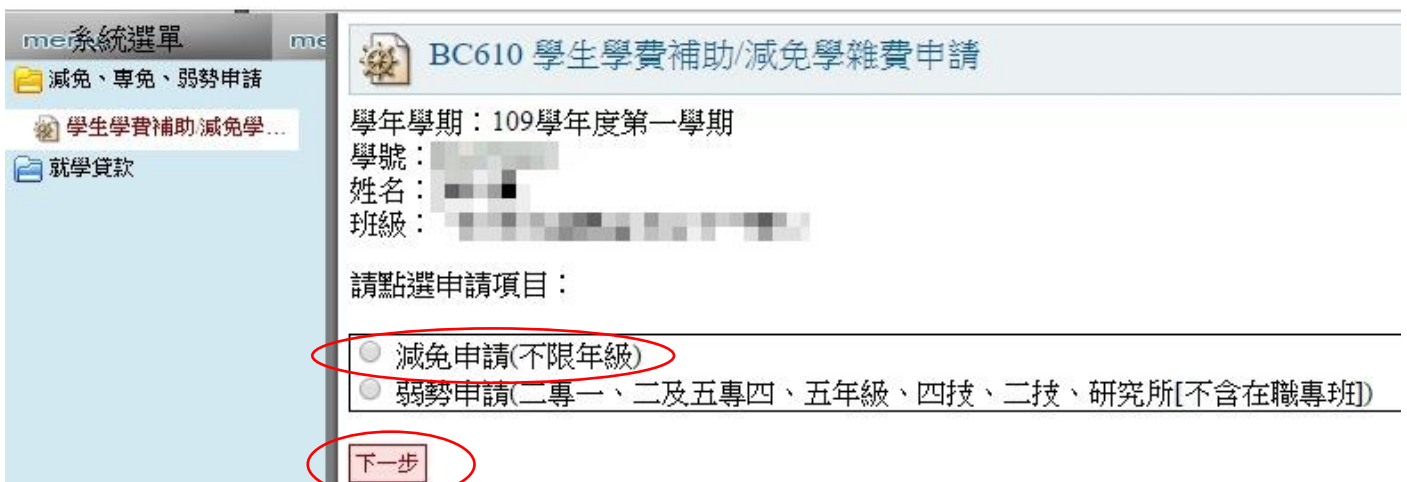 系統選單
減免、專免、弱勢申請
學生學費補助/減免學...
就學貸款
BC610 學生學費補助/減免學雜費申請
學年學期：109學年度第一學期
學號：
姓名：
班級：
請點選申請項目：
減免申請(不限年級)
弱勢申請(二專一、二及五專四、五年級、四技、二技、研究所[不含在職專班])
下一步